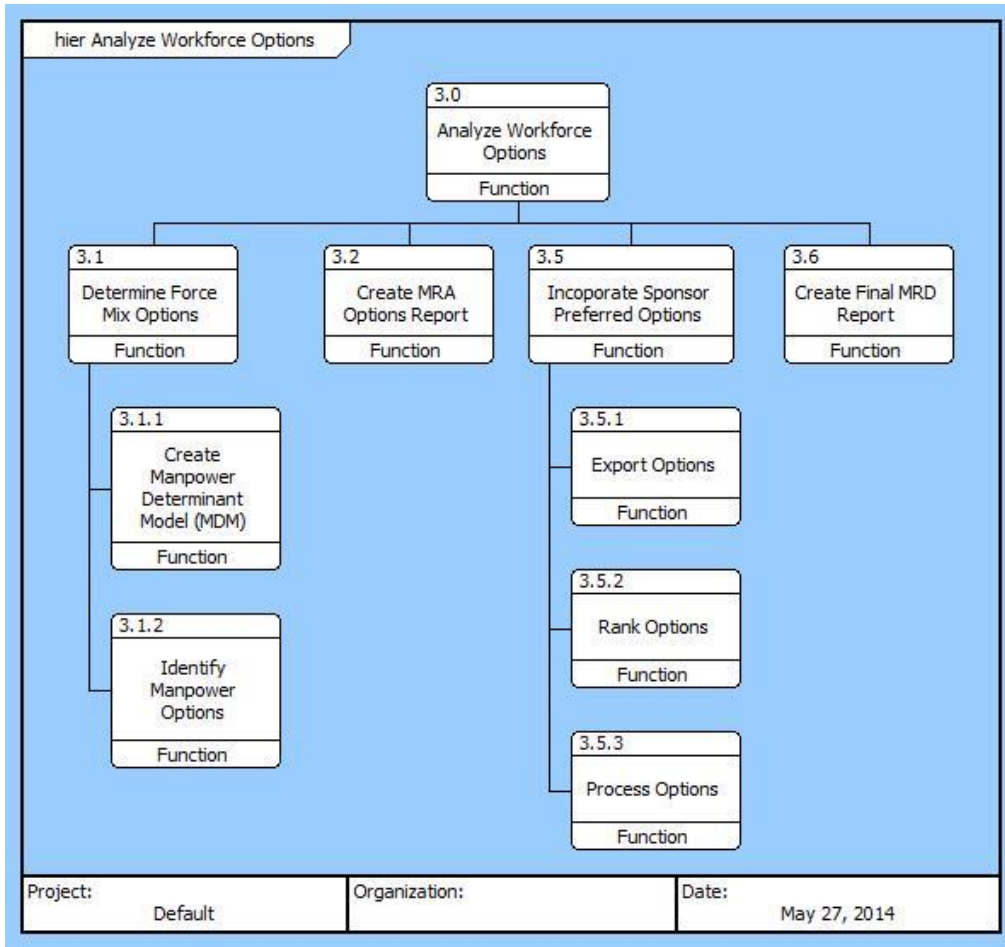 hier Analyze Workforce Options
3.0
Analyze Workforce
Options
Function
3.1
Determine Force
Mix Options
Function
3.2
Create MRA
Options Report
Function
3.5
Incoporate Sponsor
Preferred Options
Function
3.6
Create Final MRD
Report
Function
3.1.1
Create
Manpower
Determinant
Model (MDM)
Function
3.1.2
Identify
Manpower
Options
Function
3.5.1
Export Options
Function
3.5.2
Rank Options
Function
3.5.3
Process Options
Function
Project:
Default
Organization:
Date:
May 27, 2014